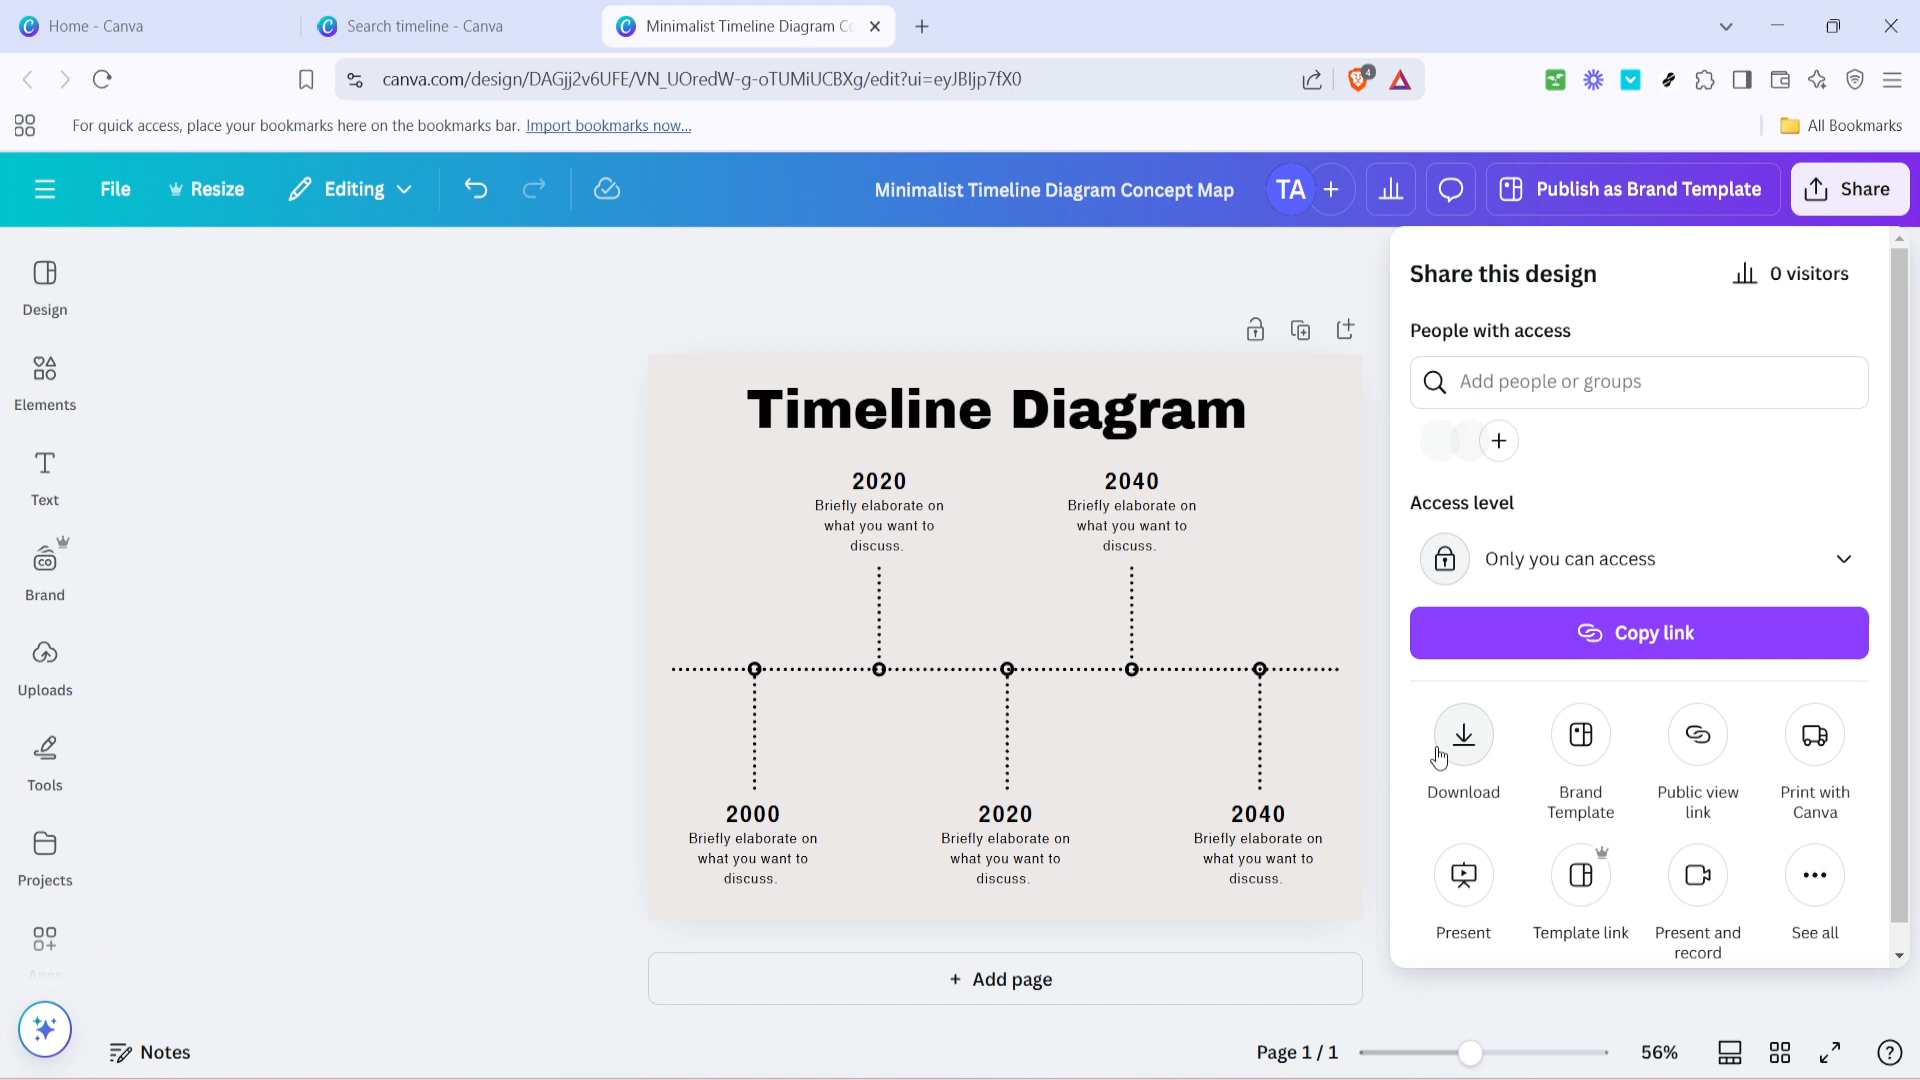 Home - Canva
Search timeline - Canva
Minimalist Timeline Diagram Co
canva.com/design/DAGjj2v6UFE/VN_UOredW-g-oTUMiUCBXg/edit?ui=eyJBIjp7fX0
4
For quick access, place your bookmarks here on the bookmarks bar. Import bookmarks now...
All Bookmarks
File
Resize
Editing
Minimalist Timeline Diagram Concept Map
TA
Publish as Brand Template
Share
Design
Elements
Text
Brand
Uploads
Tools
Projects
Apps
Timeline Diagram
2020
Briefly elaborate on
what you want to
discuss.
2040
Briefly elaborate on
what you want to
discuss.
2000
Briefly elaborate on
what you want to
discuss.
2020
Briefly elaborate on
what you want to
discuss.
2040
Briefly elaborate on
what you want to
discuss.
+ Add page
Share this design
0 visitors
People with access
Add people or groups
Access level
Only you can access
Copy link
Download
Brand
Template
Public view
link
Print with
Canva
Present
Template link
Present and
record
See all
Notes
Page 1 / 1
56%